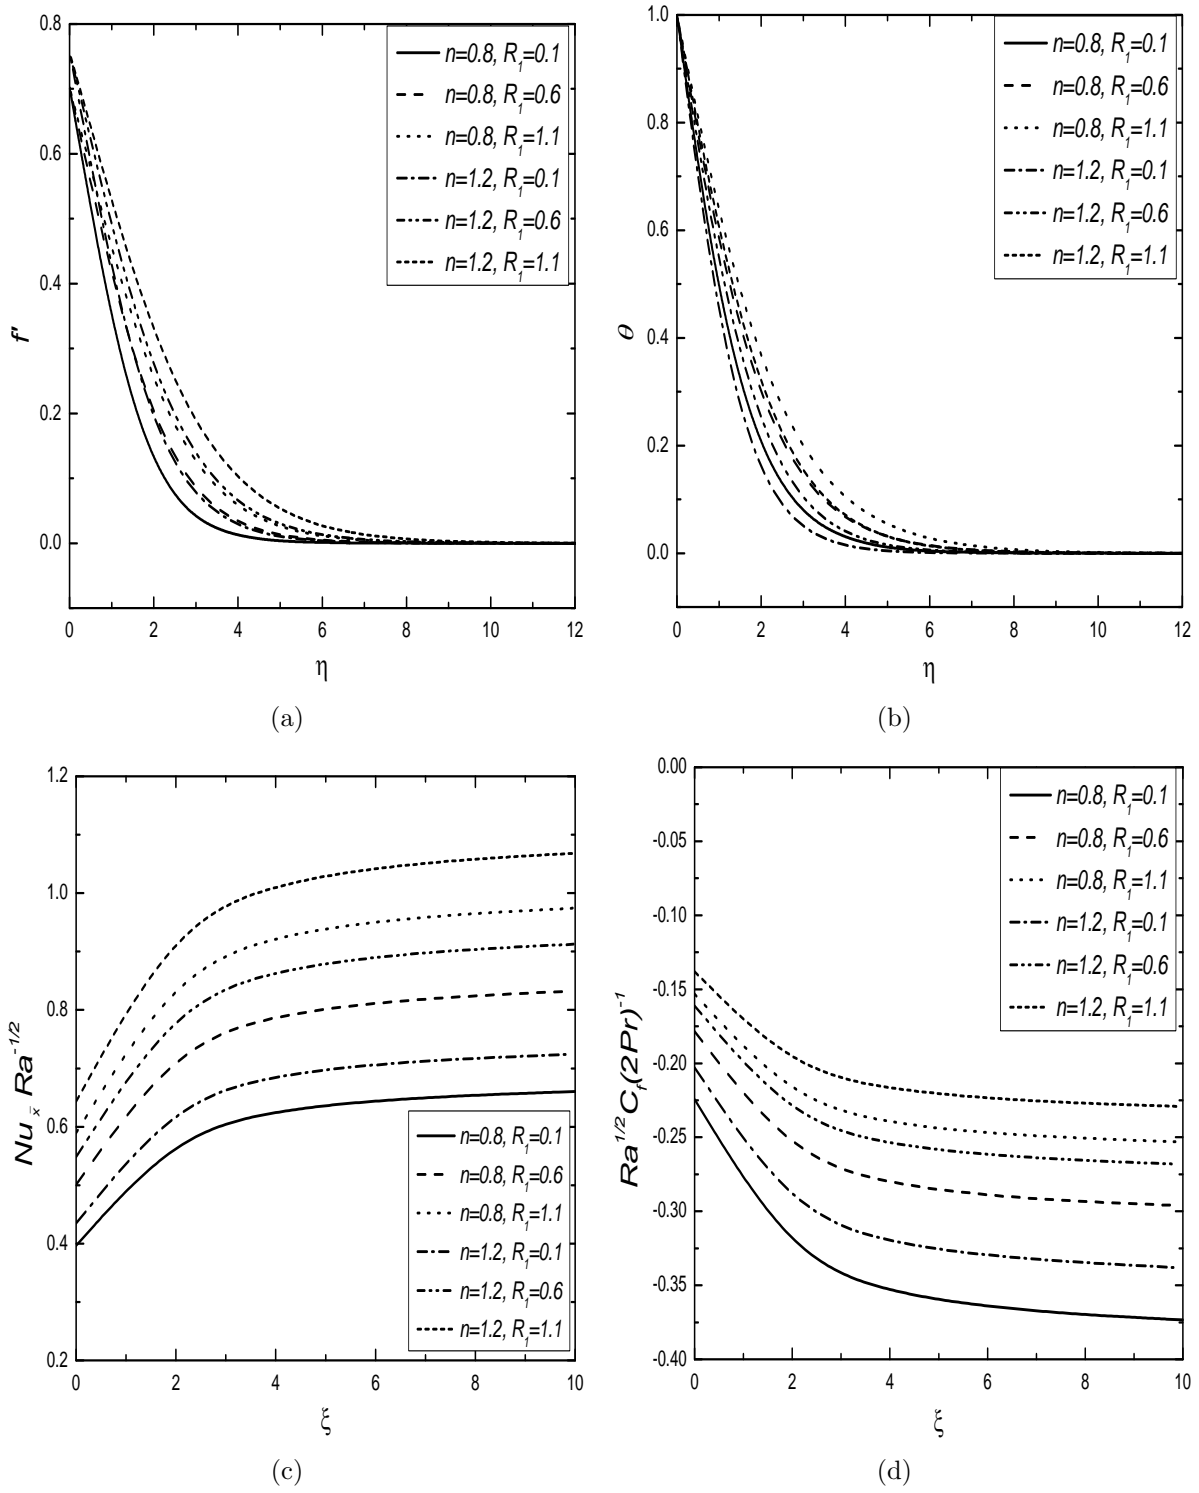 0.8
0.6
0.4
0.2
0.0
f'
0 2 4 6 8 10 12
η
n=0.8, R₁=0.1
n=0.8, R₁=0.6
n=0.8, R₁=1.1
n=1.2, R₁=0.1
n=1.2, R₁=0.6
n=1.2, R₁=1.1
(a)
1.0
0.8
0.6
0.4
0.2
0.0
θ
0 2 4 6 8 10 12
η
n=0.8, R₁=0.1
n=0.8, R₁=0.6
n=0.8, R₁=1.1
n=1.2, R₁=0.1
n=1.2, R₁=0.6
n=1.2, R₁=1.1
(b)
1.2
1.0
0.8
0.6
0.4
0.2
Nu_x̄ Ra^-1/2
0 2 4 6 8 10
ξ
n=0.8, R₁=0.1
n=0.8, R₁=0.6
n=0.8, R₁=1.1
n=1.2, R₁=0.1
n=1.2, R₁=0.6
n=1.2, R₁=1.1
(c)
0.00
-0.05
-0.10
-0.15
-0.20
-0.25
-0.30
-0.35
-0.40
Ra^1/2 C_f(2Pr)^-1
0 2 4 6 8 10
ξ
n=0.8, R₁=0.1
n=0.8, R₁=0.6
n=0.8, R₁=1.1
n=1.2, R₁=0.1
n=1.2, R₁=0.6
n=1.2, R₁=1.1
(d)